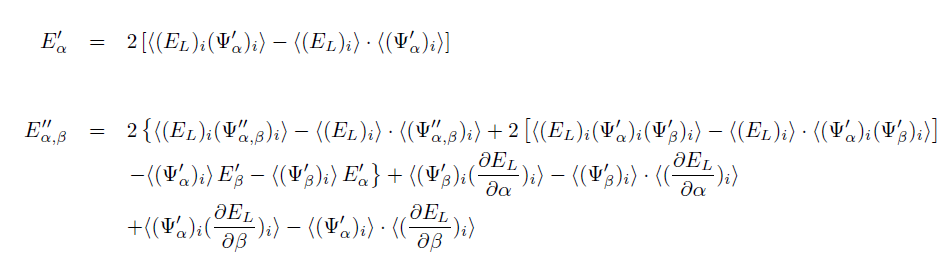 E′_α = 2 [⟨(E_L)_i(Ψ′_α)_i⟩ − ⟨(E_L)_i⟩ · ⟨(Ψ′_α)_i⟩]
E″_{α,β} = 2 {⟨(E_L)_i(Ψ″_{α,β})_i⟩ − ⟨(E_L)_i⟩ · ⟨(Ψ″_{α,β})_i⟩ + 2 [⟨(E_L)_i(Ψ′_α)_i(Ψ′_β)_i⟩ − ⟨(E_L)_i⟩ · ⟨(Ψ′_α)_i(Ψ′_β)_i⟩]
−⟨(Ψ′_α)_i⟩ E′_β − ⟨(Ψ′_β)_i⟩ E′_α} + ⟨(Ψ′_β)_i(∂E_L/∂α)_i⟩ − ⟨(Ψ′_β)_i⟩ · ⟨(∂E_L/∂α)_i⟩
+⟨(Ψ′_α)_i(∂E_L/∂β)_i⟩ − ⟨(Ψ′_α)_i⟩ · ⟨(∂E_L/∂β)_i⟩